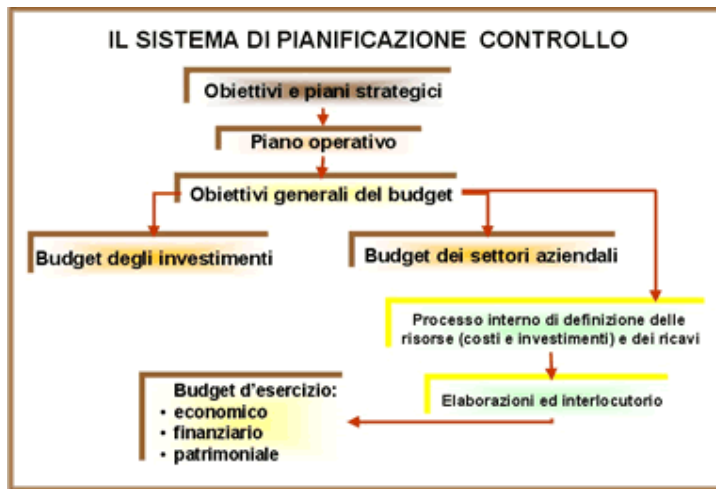 IL SISTEMA DI PIANIFICAZIONE CONTROLLO
Obiettivi e piani strategici
Piano operativo
Obiettivi generali del budget
Budget degli investimenti
Budget dei settori aziendali
Processo interno di definizione delle
risorse (costi e investimenti) e dei ricavi
Elaborazioni ed interlocutorio
Budget d'esercizio:
• economico
• finanziario
• patrimoniale